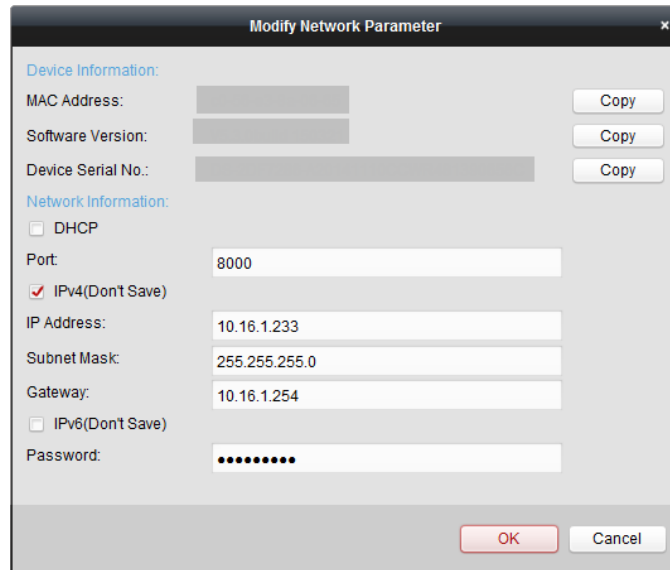 Modify Network Parameter ×
Device Information:
MAC Address: Copy
Software Version: Copy
Device Serial No.: Copy
Network Information:
DHCP
Port: 8000
IPv4(Don't Save)
IP Address: 10.16.1.233
Subnet Mask: 255.255.255.0
Gateway: 10.16.1.254
IPv6(Don't Save)
Password: •••••••••
OK Cancel